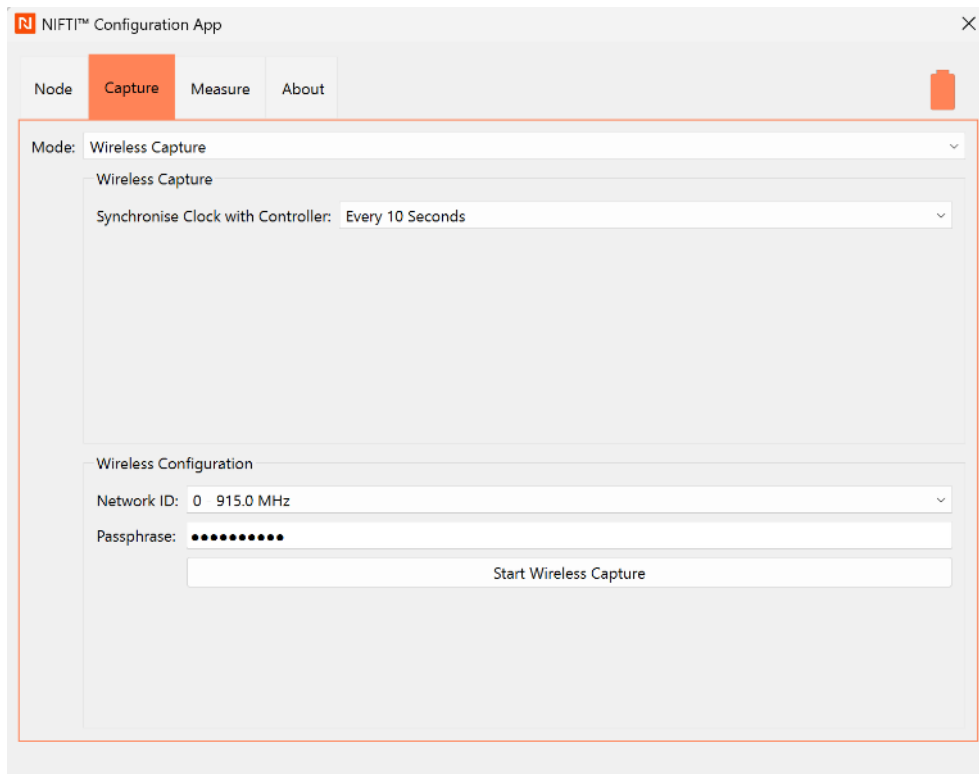 NIFTI™ Configuration App
Node Capture Measure About
Mode: Wireless Capture
Wireless Capture
Synchronise Clock with Controller: Every 10 Seconds
Wireless Configuration
Network ID: 0 915.0 MHz
Passphrase: ●●●●●●●●●●
Start Wireless Capture